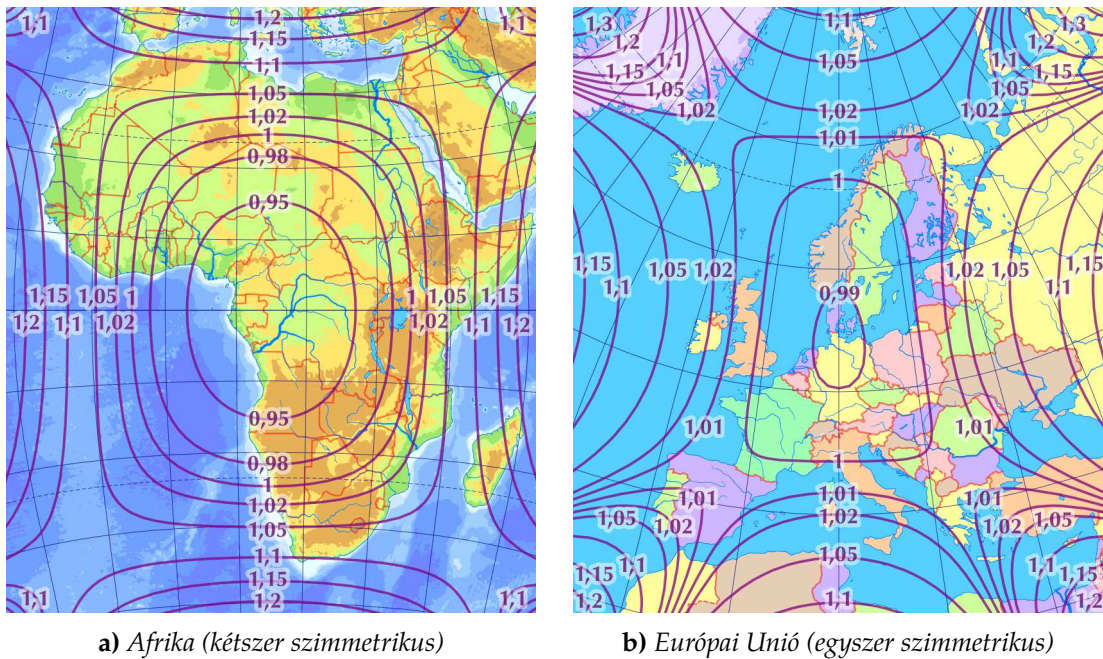 1,1 1,2 1,1
1,15
1,1
1,05
1,02
1
0,98
0,95
1,15 1,05 1 1 1,05 1,15
1,2 1,1 1,02 1,02 1,1 1,2
0,95
0,98
1
1,02
1,05
1,1
1,15
1,1 1,2 1,1
a) Afrika (kétszer szimmetrikus)
1,3 1,1 1,3
1,2 1,2
1,15 1,1 1,05 1,1 1,15
1,05 1,05
1,02 1,02 1,02
1,01
1
1,15 1,05 1,02 1,02 1,05 1,15
1,1 1,1
0,99
1,01 1,01
1
1,01 1,01 1,01
1,05 1,02 1,02 1,02 1,05
1,15 1,1 1,05 1,1 1,15
1,2 1,1 1,2
b) Európai Unió (egyszer szimmetrikus)